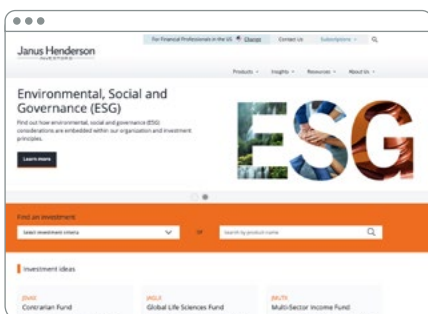 For Financial Professionals in the US Change Contact Us Subscriptions
Janus Henderson
INVESTORS
Products Insights Resources About Us
Environmental, Social and
Governance (ESG)
Find out how environmental, social and governance (ESG)
considerations are embedded within our organization and investment
principles.
Learn more
ESG
Find an investment
Select investment criteria or Search by product name
Investment ideas
Contrarian Fund Global Life Sciences Fund Multi-Sector Income Fund